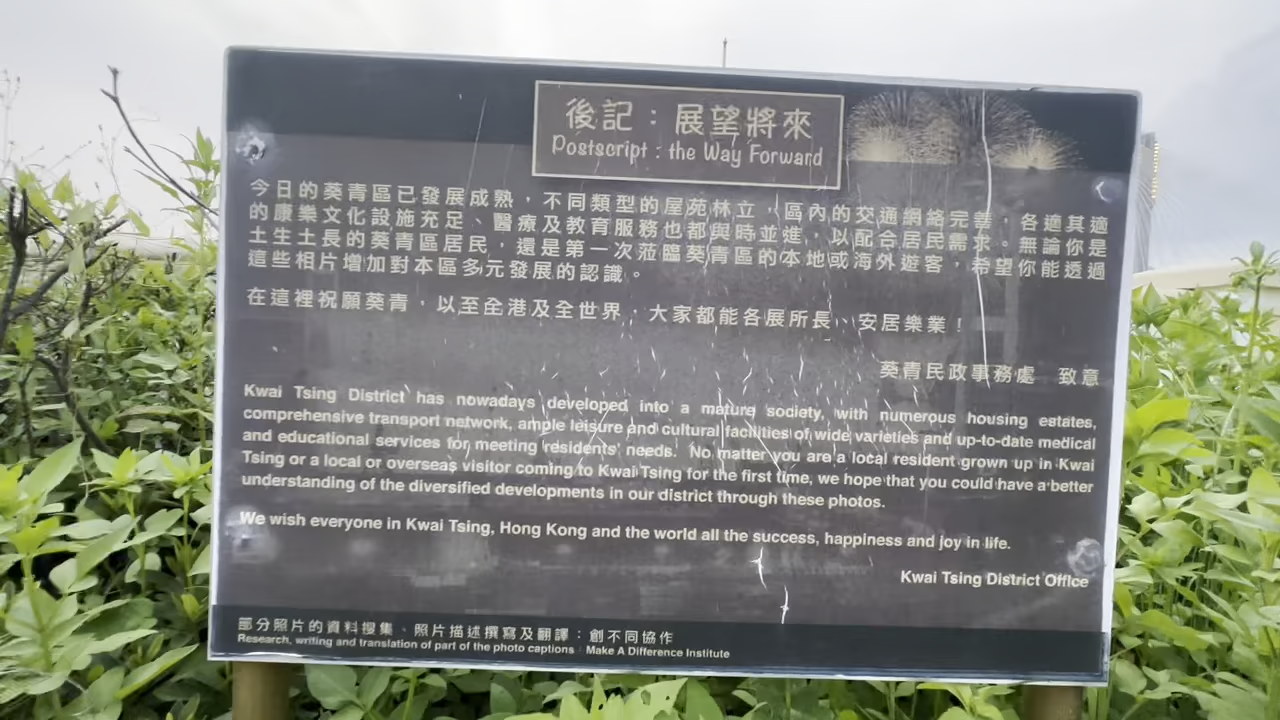 後記：展望將來
Postscript : the Way Forward
今日的葵青區已發展成熟，不同類型的屋苑林立，區內的交通網絡完善，各適其適
的康樂文化設施充足、醫療及教育服務也都與時並進，以配合居民需求。無論你是
土生土長的葵青區居民，還是第一次蒞臨葵青區的本地或海外遊客，希望你能透過
這些相片增加對本區多元發展的認識。
在這裡祝願葵青，以至全港及全世界，大家都能各展所長、安居樂業！
葵青民政事務處　致意
Kwai Tsing District has nowadays developed into a mature society, with numerous housing estates,
comprehensive transport network, ample leisure and cultural facilities of wide varieties and up-to-date medical
and educational services for meeting residents' needs. No matter you are a local resident grown up in Kwai
Tsing or a local or overseas visitor coming to Kwai Tsing for the first time, we hope that you could have a better
understanding of the diversified developments in our district through these photos.
We wish everyone in Kwai Tsing, Hong Kong and the world all the success, happiness and joy in life.
Kwai Tsing District Office
部分照片的資料搜集、照片描述撰寫及翻譯：創不同協作
Research, writing and translation of part of the photo captions : Make A Difference Institute